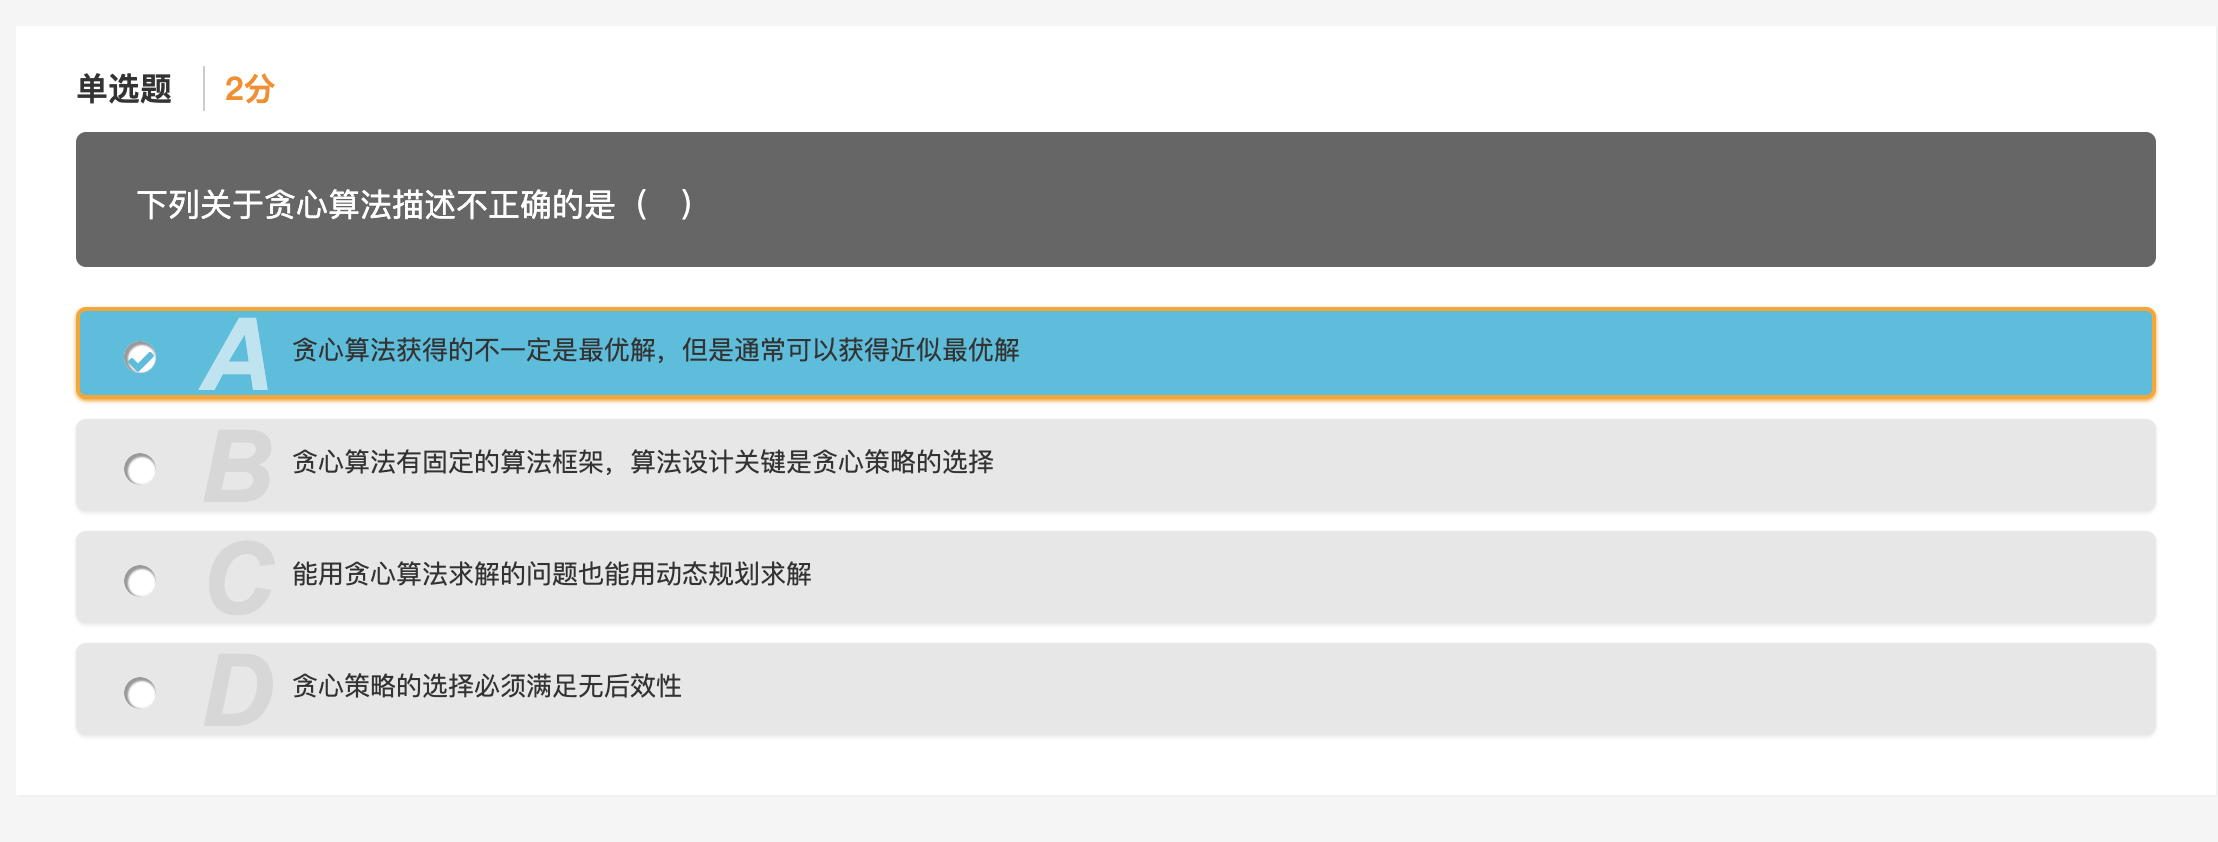 单选题 2分
下列关于贪心算法描述不正确的是（　）
A 贪心算法获得的不一定是最优解，但是通常可以获得近似最优解
B 贪心算法有固定的算法框架，算法设计关键是贪心策略的选择
C 能用贪心算法求解的问题也能用动态规划求解
D 贪心策略的选择必须满足无后效性